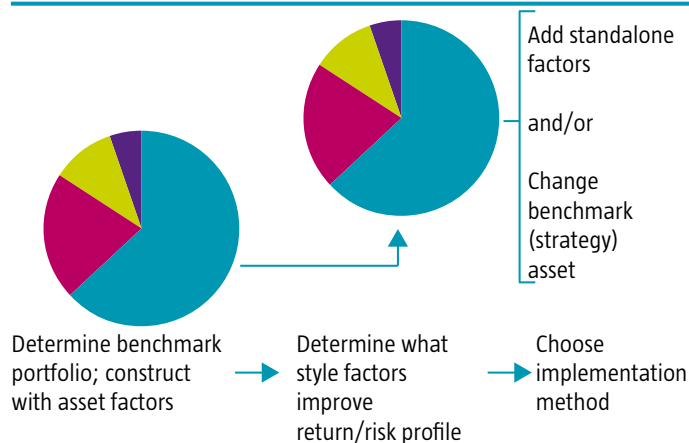 Add standalone
factors
and/or
Change
benchmark
(strategy)
asset
Determine benchmark
portfolio; construct
with asset factors
Determine what
style factors
improve
return/risk profile
Choose
implementation
method